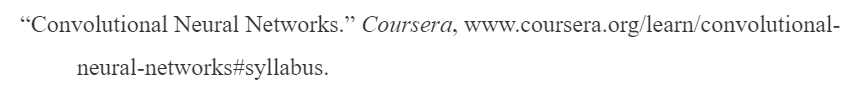 “Convolutional Neural Networks.” Coursera, www.coursera.org/learn/convolutional-
neural-networks#syllabus.